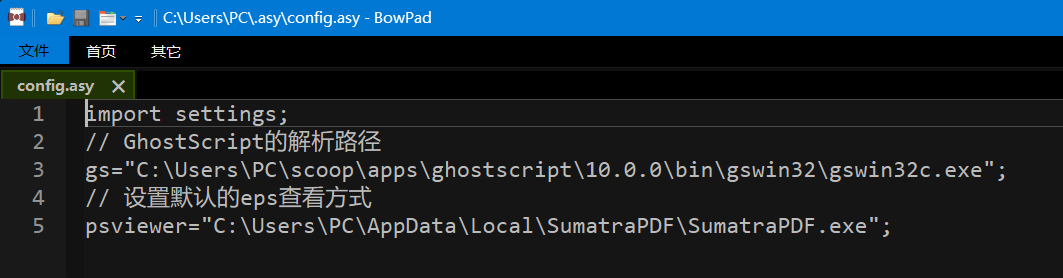 C:\Users\PC\.asy\config.asy - BowPad
文件 首页 其它
config.asy
1 import settings;
2 // GhostScript的解析路径
3 gs="C:\Users\PC\scoop\apps\ghostscript\10.0.0\bin\gswin32\gswin32c.exe";
4 // 设置默认的eps查看方式
5 psviewer="C:\Users\PC\AppData\Local\SumatraPDF\SumatraPDF.exe";